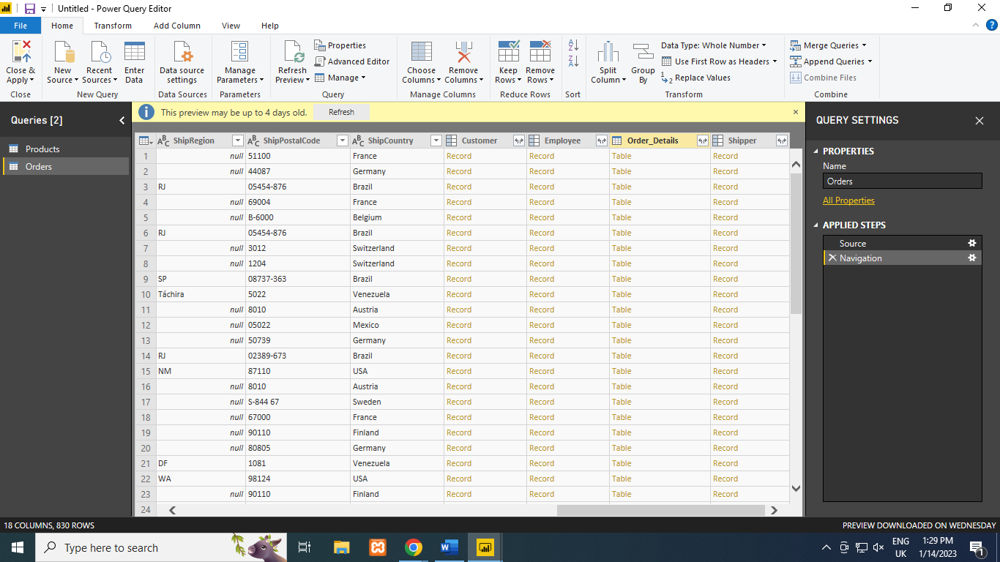 Untitled - Power Query Editor
File Home Transform Add Column View Help
Close & Apply
New Source
Recent Sources
Enter Data
Data source settings
Manage Parameters
Refresh Preview
Properties
Advanced Editor
Manage
Choose Columns
Remove Columns
Keep Rows
Remove Rows
Split Column
Group By
Data Type: Whole Number
Use First Row as Headers
Replace Values
Merge Queries
Append Queries
Combine Files
Close New Query Data Sources Parameters Query Manage Columns Reduce Rows Sort Transform Combine
Queries [2]
Products
Orders
This preview may be up to 4 days old. Refresh
ShipRegion ShipPostalCode ShipCountry Customer Employee Order_Details Shipper
1 null 51100 France Record Record Table Record
2 null 44087 Germany Record Record Table Record
3 RJ 05454-876 Brazil Record Record Table Record
4 null 69004 France Record Record Table Record
5 null B-6000 Belgium Record Record Table Record
6 RJ 05454-876 Brazil Record Record Table Record
7 null 3012 Switzerland Record Record Table Record
8 null 1204 Switzerland Record Record Table Record
9 SP 08737-363 Brazil Record Record Table Record
10 Táchira 5022 Venezuela Record Record Table Record
11 null 8010 Austria Record Record Table Record
12 null 05022 Mexico Record Record Table Record
13 null 50739 Germany Record Record Table Record
14 RJ 02389-673 Brazil Record Record Table Record
15 NM 87110 USA Record Record Table Record
16 null 8010 Austria Record Record Table Record
17 null S-844 67 Sweden Record Record Table Record
18 null 67000 France Record Record Table Record
19 null 90110 Finland Record Record Table Record
20 null 80805 Germany Record Record Table Record
21 DF 1081 Venezuela Record Record Table Record
22 WA 98124 USA Record Record Table Record
23 null 90110 Finland Record Record Table Record
24
QUERY SETTINGS
PROPERTIES
Name
Orders
All Properties
APPLIED STEPS
Source
Navigation
18 COLUMNS, 830 ROWS PREVIEW DOWNLOADED ON WEDNESDAY
Type here to search
ENG
UK
1:29 PM
1/14/2023
1